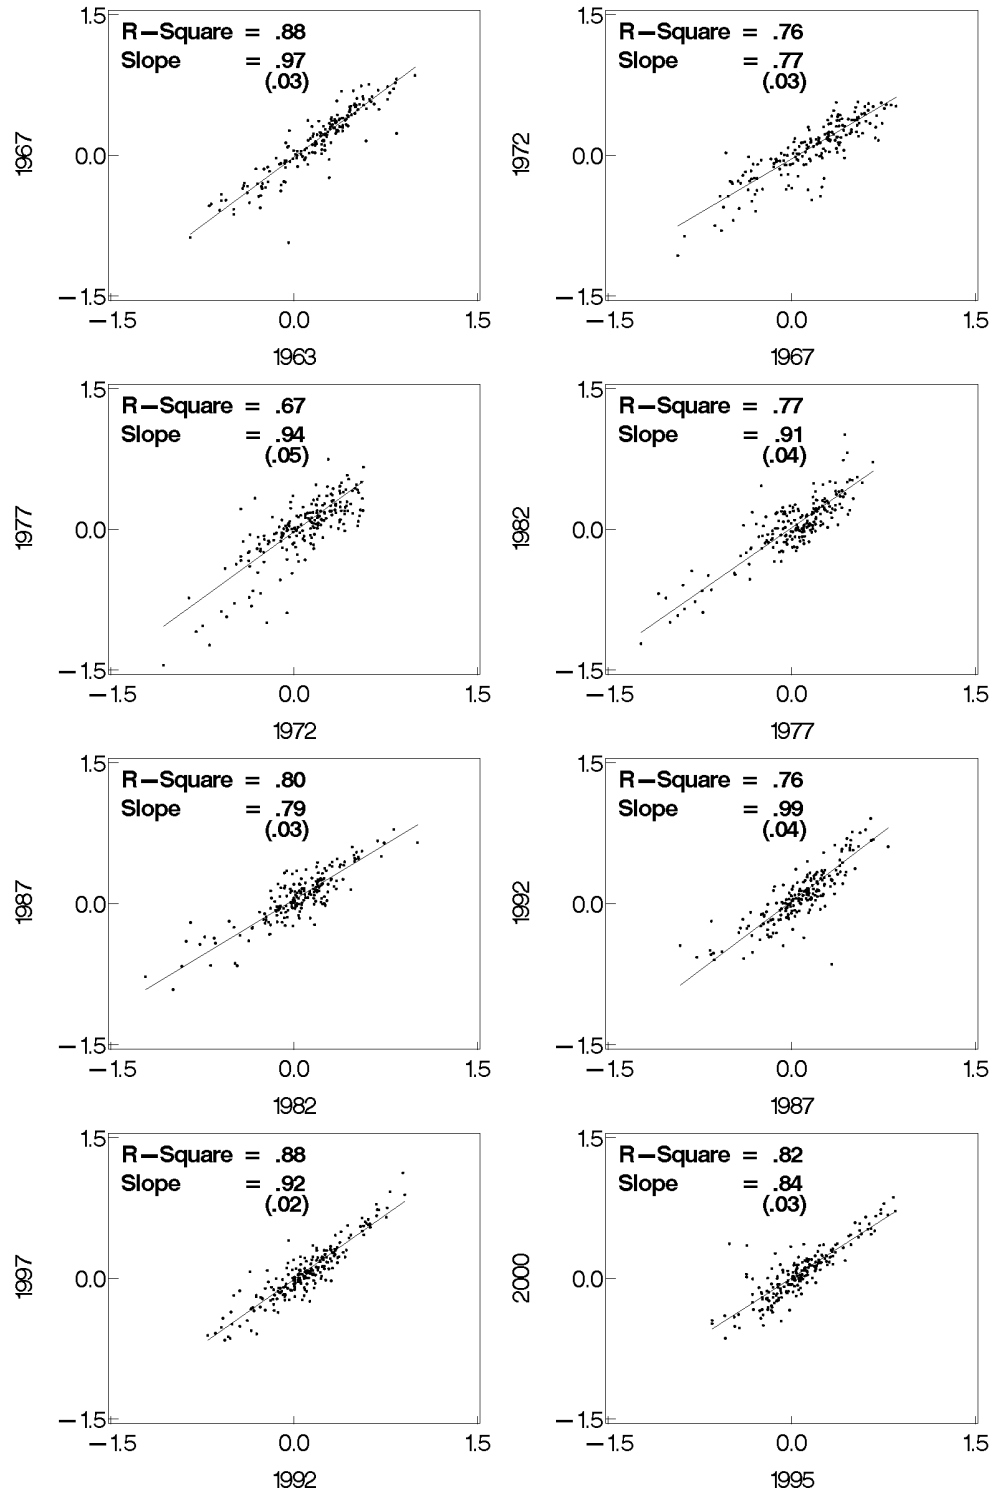 1.5
R-Square = .88
Slope = .97
(.03)
1967
0.0
-1.5
-1.5 0.0 1.5
1963
1.5
R-Square = .76
Slope = .77
(.03)
1972
0.0
-1.5
-1.5 0.0 1.5
1967
1.5
R-Square = .67
Slope = .94
(.05)
1977
0.0
-1.5
-1.5 0.0 1.5
1972
1.5
R-Square = .77
Slope = .91
(.04)
1982
0.0
-1.5
-1.5 0.0 1.5
1977
1.5
R-Square = .80
Slope = .79
(.03)
1987
0.0
-1.5
-1.5 0.0 1.5
1982
1.5
R-Square = .76
Slope = .99
(.04)
1992
0.0
-1.5
-1.5 0.0 1.5
1987
1.5
R-Square = .88
Slope = .92
(.02)
1997
0.0
-1.5
-1.5 0.0 1.5
1992
1.5
R-Square = .82
Slope = .84
(.03)
2000
0.0
-1.5
-1.5 0.0 1.5
1995